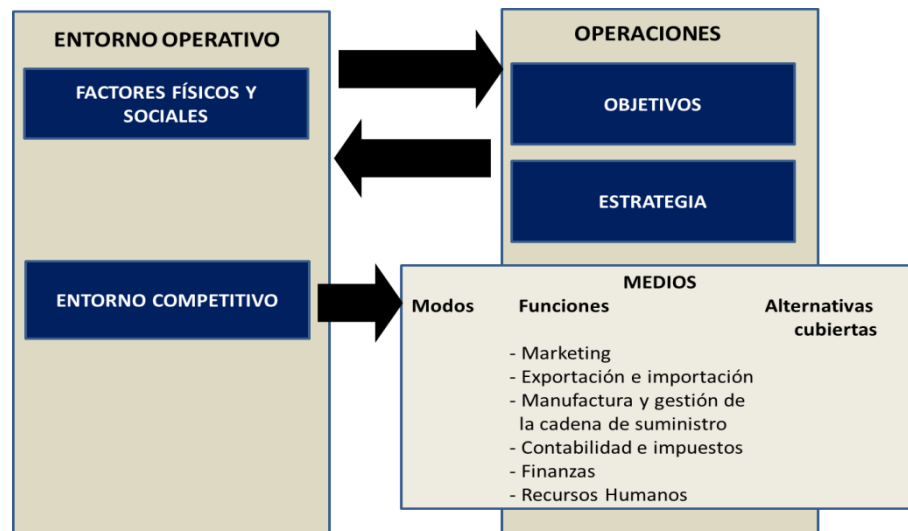 ENTORNO OPERATIVO
FACTORES FÍSICOS Y
SOCIALES
ENTORNO COMPETITIVO
OPERACIONES
OBJETIVOS
ESTRATEGIA
MEDIOS
Modos
Funciones
Alternativas
cubiertas
- Marketing
- Exportación e importación
- Manufactura y gestión de
la cadena de suministro
- Contabilidad e impuestos
- Finanzas
- Recursos Humanos